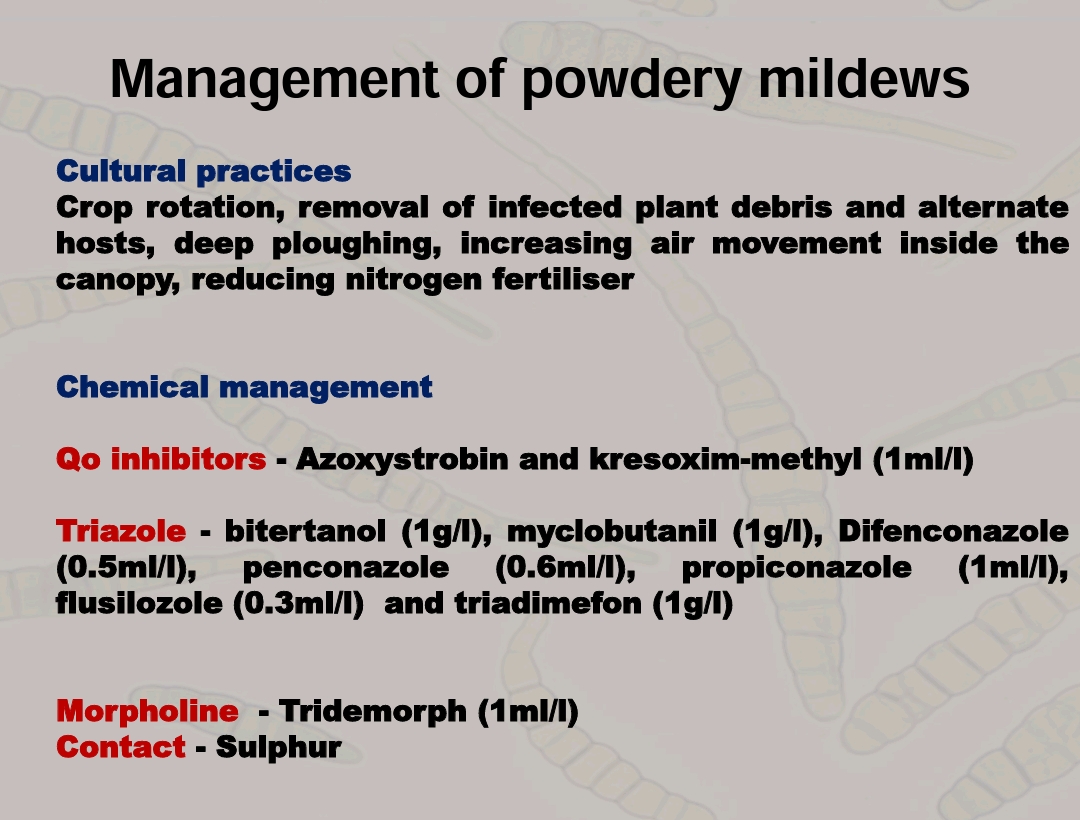 Management of powdery mildews
Cultural practices
Crop rotation, removal of infected plant debris and alternate
hosts, deep ploughing, increasing air movement inside the
canopy, reducing nitrogen fertiliser
Chemical management
Qo inhibitors - Azoxystrobin and kresoxim-methyl (1ml/l)
Triazole - bitertanol (1g/l), myclobutanil (1g/l), Difenconazole
(0.5ml/l), penconazole (0.6ml/l), propiconazole (1ml/l),
flusilozole (0.3ml/l) and triadimefon (1g/l)
Morpholine - Tridemorph (1ml/l)
Contact - Sulphur